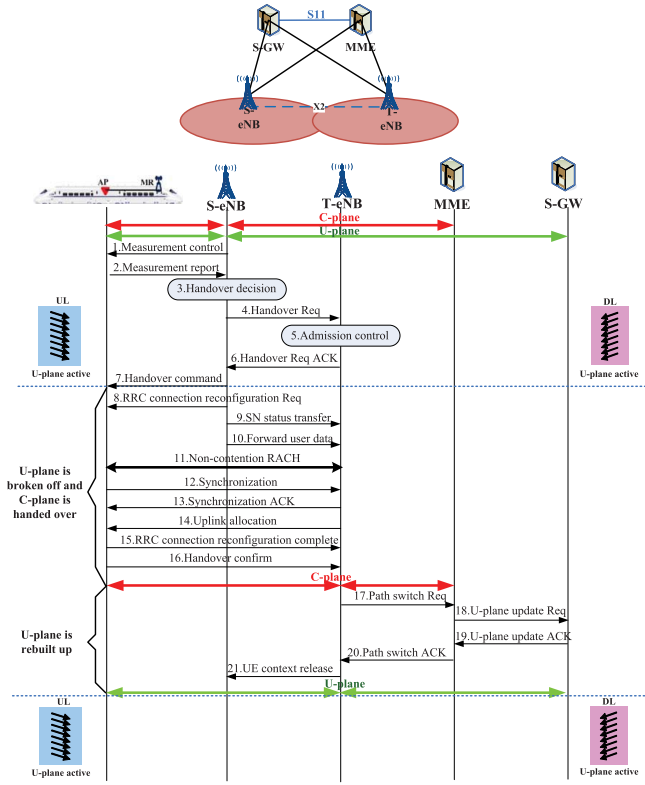 S11
S-GW
MME
X2
S-
eNB
T-
eNB
AP
MR
S-eNB
T-eNB
MME
S-GW
C-plane
U-plane
1.Measurement control
2.Measurement report
3.Handover decision
4.Handover Req
UL
DL
5.Admission control
6.Handover Req ACK
U-plane active
U-plane active
7.Handover command
8.RRC connection reconfiguration Req
9.SN status transfer
10.Forward user data
11.Non-contention RACH
U-plane is
broken off and
C-plane is
handed over
12.Synchronization
13.Synchronization ACK
14.Uplink allocation
15.RRC connection reconfiguration complete
16.Handover confirm
C-plane
17.Path switch Req
18.U-plane update Req
U-plane is
rebuilt up
19.U-plane update ACK
20.Path switch ACK
21.UE context release
U-plane
UL
DL
U-plane active
U-plane active